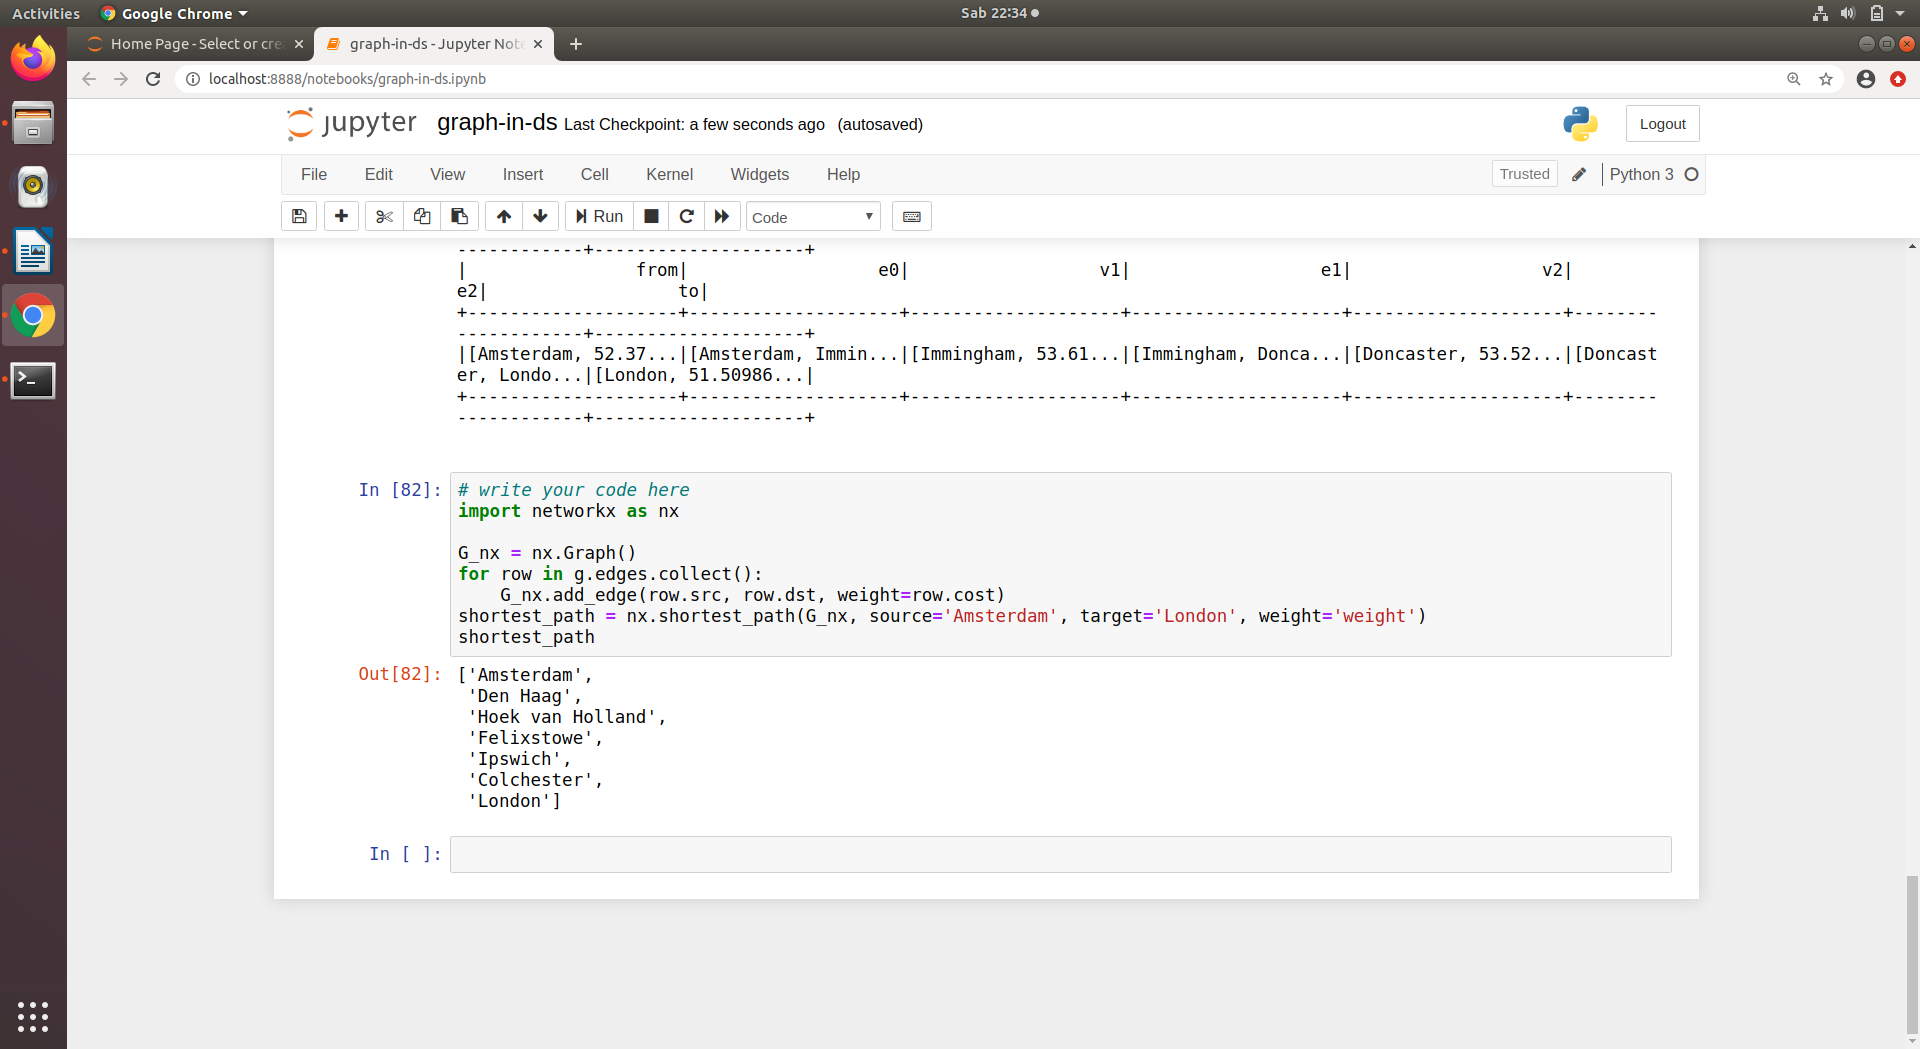 Activities Google Chrome Sab 22:34
Home Page - Select or cre graph-in-ds - Jupyter Not
localhost:8888/notebooks/graph-in-ds.ipynb
jupyter graph-in-ds Last Checkpoint: a few seconds ago (autosaved) Logout
File Edit View Insert Cell Kernel Widgets Help Trusted Python 3
Run Code
------------+--------------------+
|                from|                  e0|                  v1|                  e1|                  v2|
e2|                  to|
+--------------------+--------------------+--------------------+--------------------+--------------------+--------
------------+--------------------+
|[Amsterdam, 52.37...|[Amsterdam, Immin...|[Immingham, 53.61...|[Immingham, Donca...|[Doncaster, 53.52...|[Doncast
er, Londo...|[London, 51.50986...|
+--------------------+--------------------+--------------------+--------------------+--------------------+--------
------------+--------------------+
In [82]: # write your code here
import networkx as nx
G_nx = nx.Graph()
for row in g.edges.collect():
    G_nx.add_edge(row.src, row.dst, weight=row.cost)
shortest_path = nx.shortest_path(G_nx, source='Amsterdam', target='London', weight='weight')
shortest_path
Out[82]: ['Amsterdam',
 'Den Haag',
 'Hoek van Holland',
 'Felixstowe',
 'Ipswich',
 'Colchester',
 'London']
In [ ]: